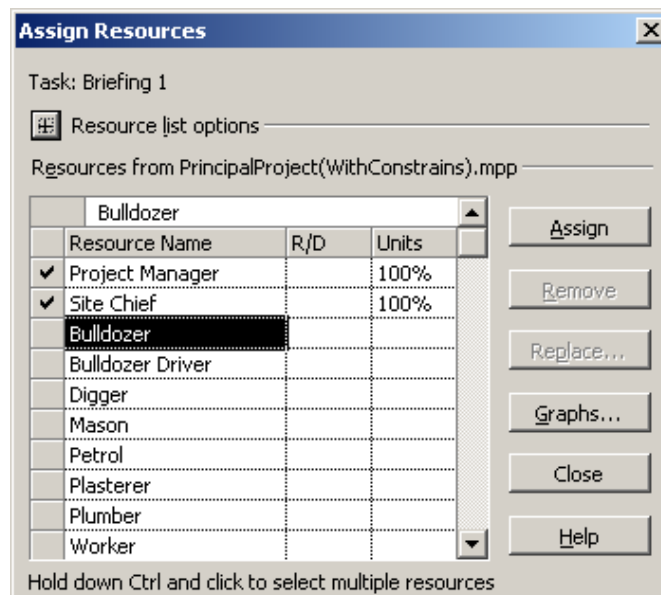 Assign Resources
Task: Briefing 1
Resource list options
Resources from PrincipalProject(WithConstrains).mpp
Bulldozer
Resource Name R/D Units
Project Manager 100%
Site Chief 100%
Bulldozer
Bulldozer Driver
Digger
Mason
Petrol
Plasterer
Plumber
Worker
Assign
Remove
Replace...
Graphs...
Close
Help
Hold down Ctrl and click to select multiple resources